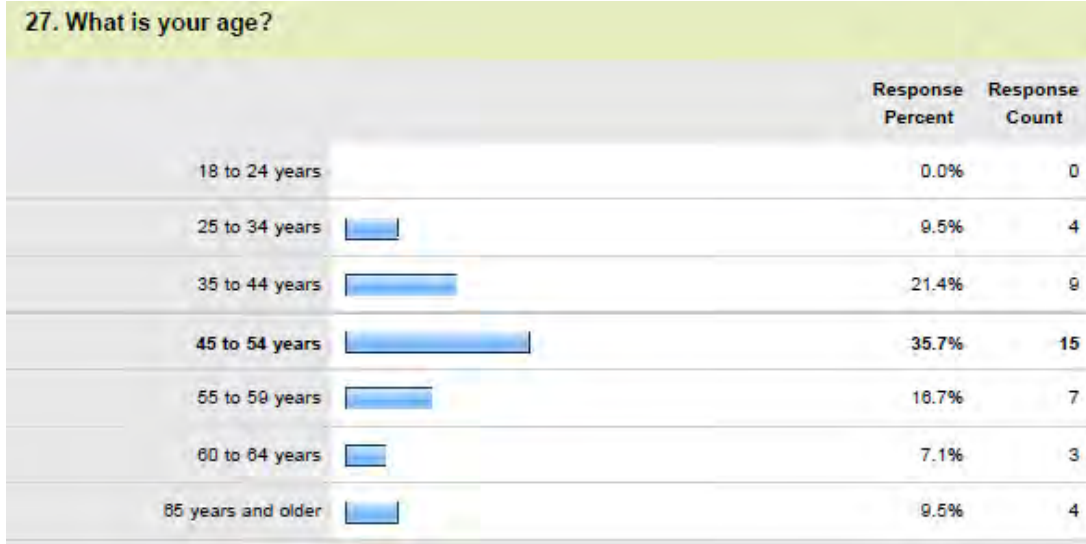 27. What is your age?
Response Response
Percent Count
18 to 24 years 0.0% 0
25 to 34 years 9.5% 4
35 to 44 years 21.4% 9
45 to 54 years 35.7% 15
55 to 59 years 16.7% 7
60 to 64 years 7.1% 3
65 years and older 9.5% 4